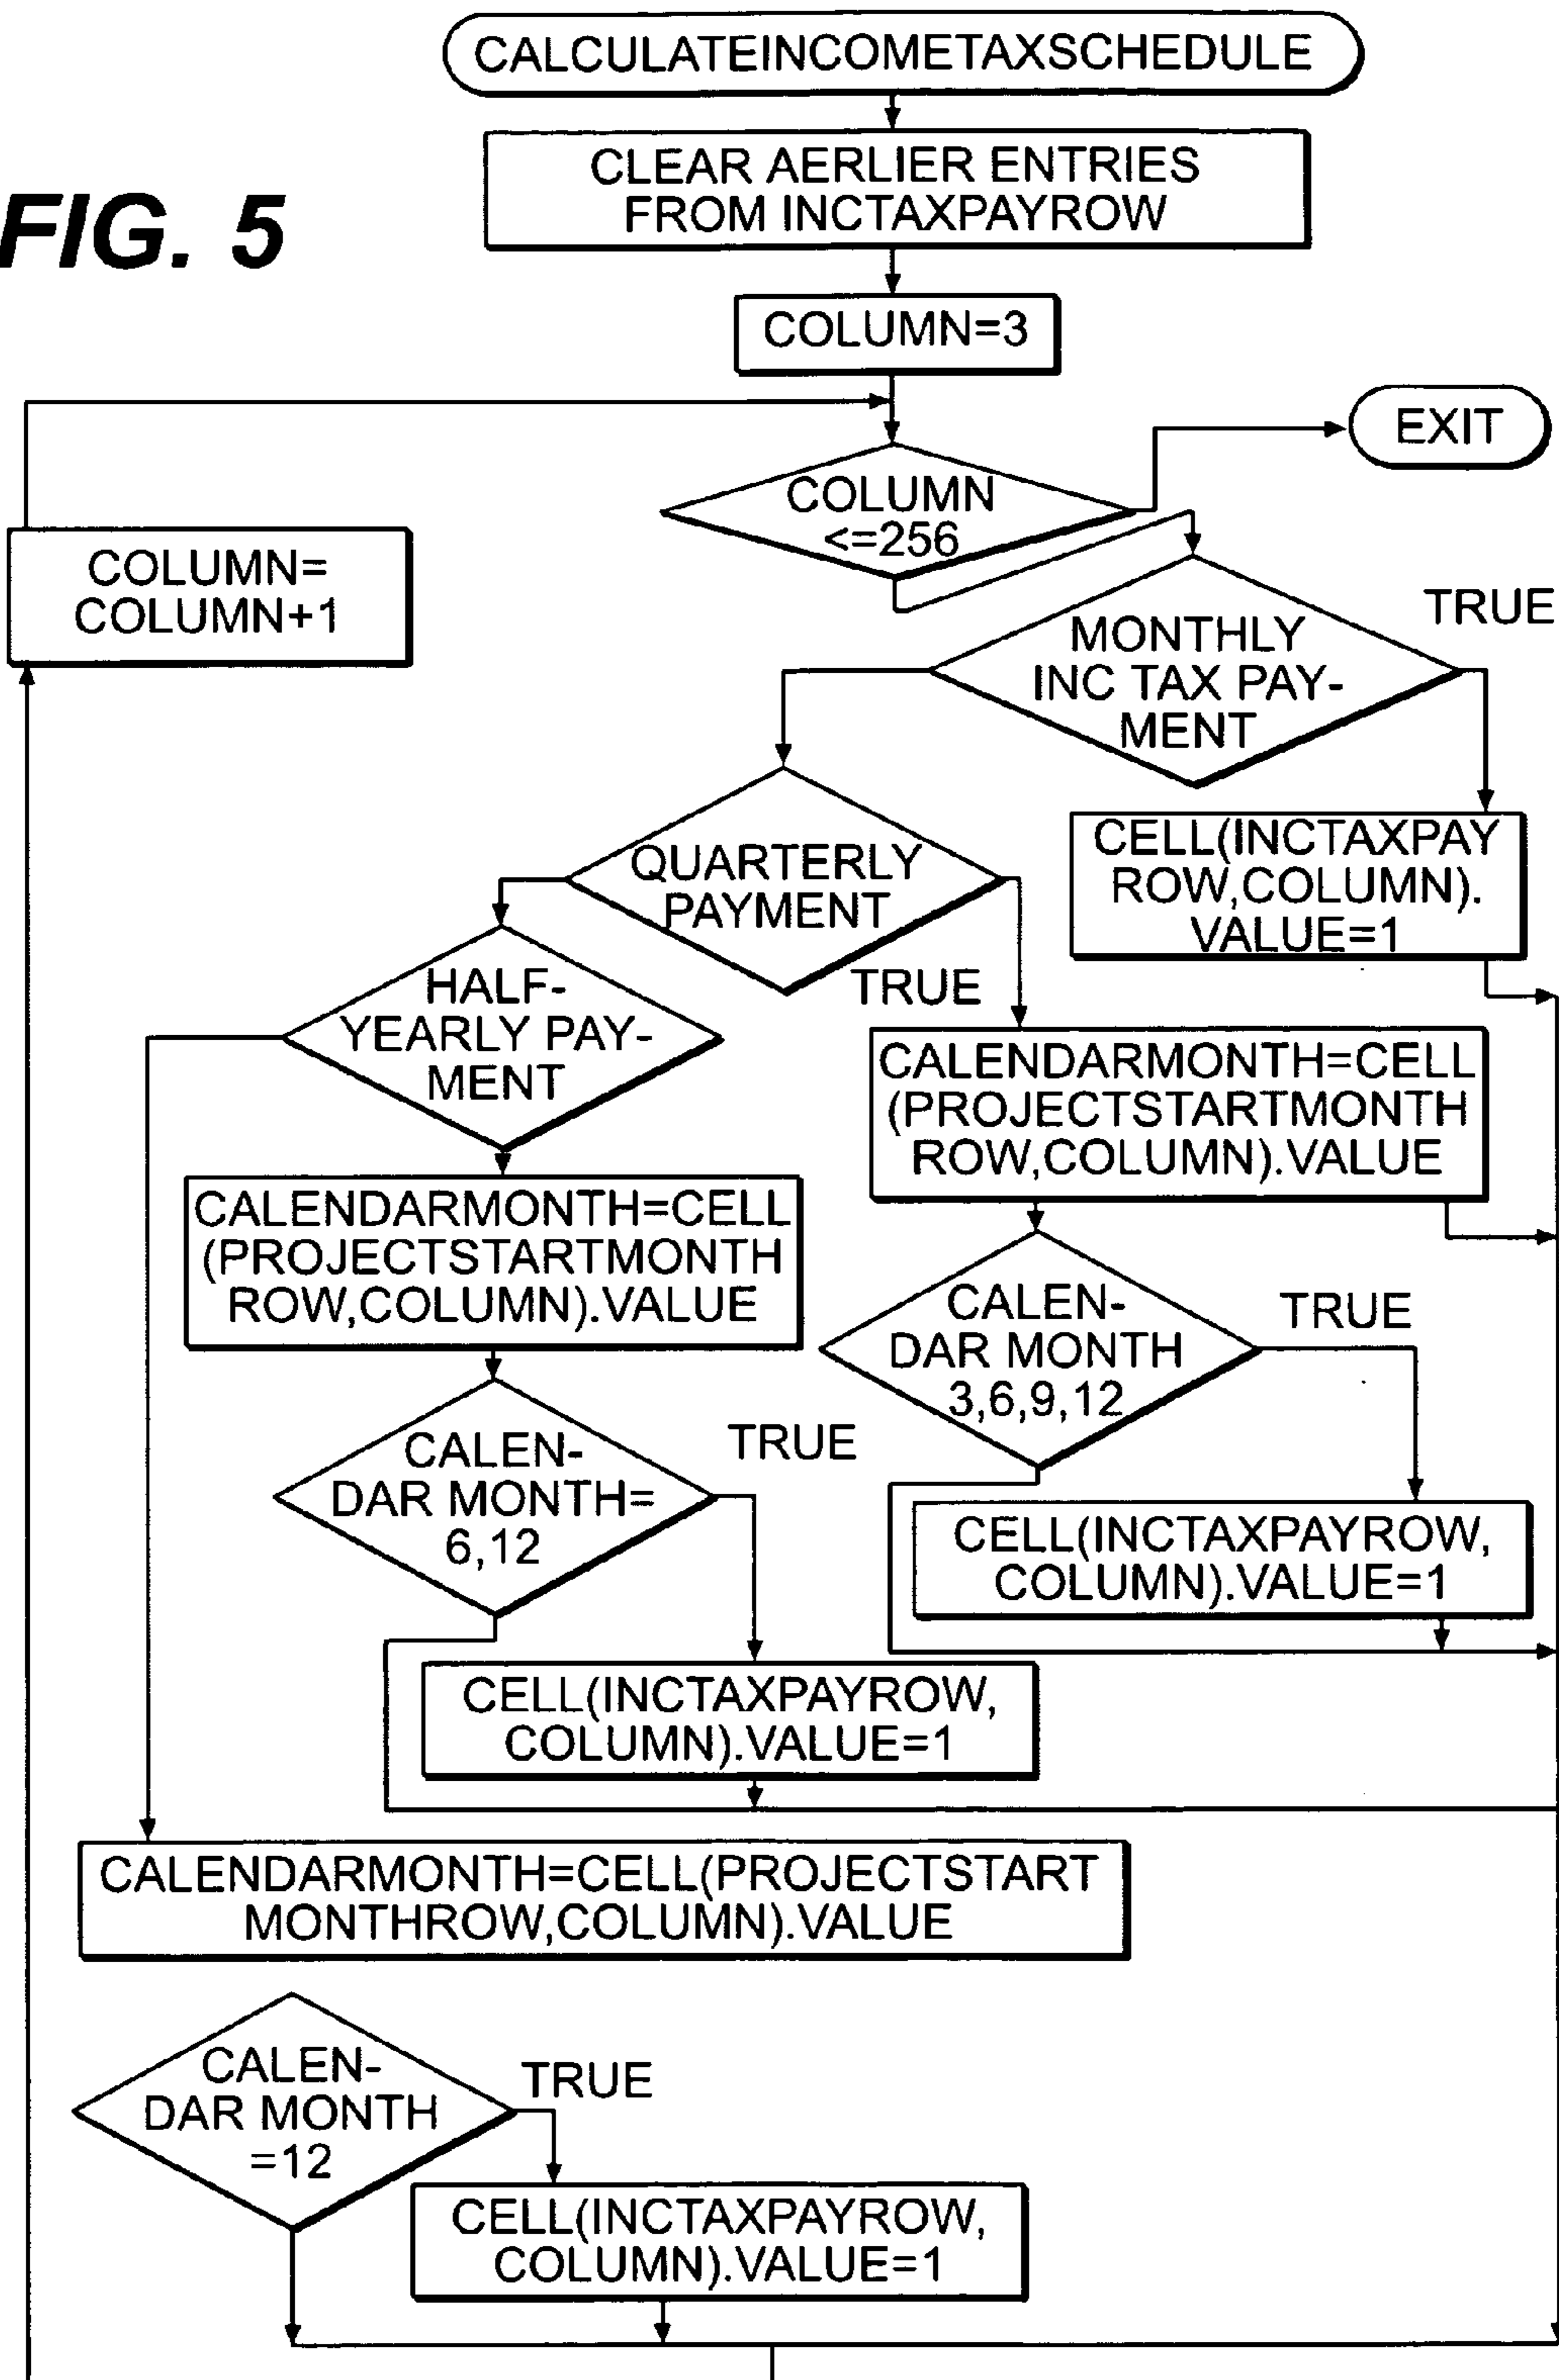 CALCULATEINCOMETAXSCHEDULE
CLEAR AERLIER ENTRIES
FROM INCTAXPAYROW
FIG. 5
COLUMN=3
EXIT
COLUMN
<=256
COLUMN=
COLUMN+1
TRUE
MONTHLY
INC TAX PAY-
MENT
CELL(INCTAXPAY
ROW,COLUMN).
VALUE=1
QUARTERLY
PAYMENT
TRUE
HALF-
YEARLY PAY-
MENT
CALENDARMONTH=CELL
(PROJECTSTARTMONTH
ROW,COLUMN).VALUE
CALENDARMONTH=CELL
(PROJECTSTARTMONTH
ROW,COLUMN).VALUE
CALEN-
DAR MONTH
3,6,9,12
TRUE
CALEN-
DAR MONTH=
6,12
TRUE
CELL(INCTAXPAYROW,
COLUMN).VALUE=1
CELL(INCTAXPAYROW,
COLUMN).VALUE=1
CALENDARMONTH=CELL(PROJECTSTART
MONTHROW,COLUMN).VALUE
CALEN-
DAR MONTH
=12
TRUE
CELL(INCTAXPAYROW,
COLUMN).VALUE=1